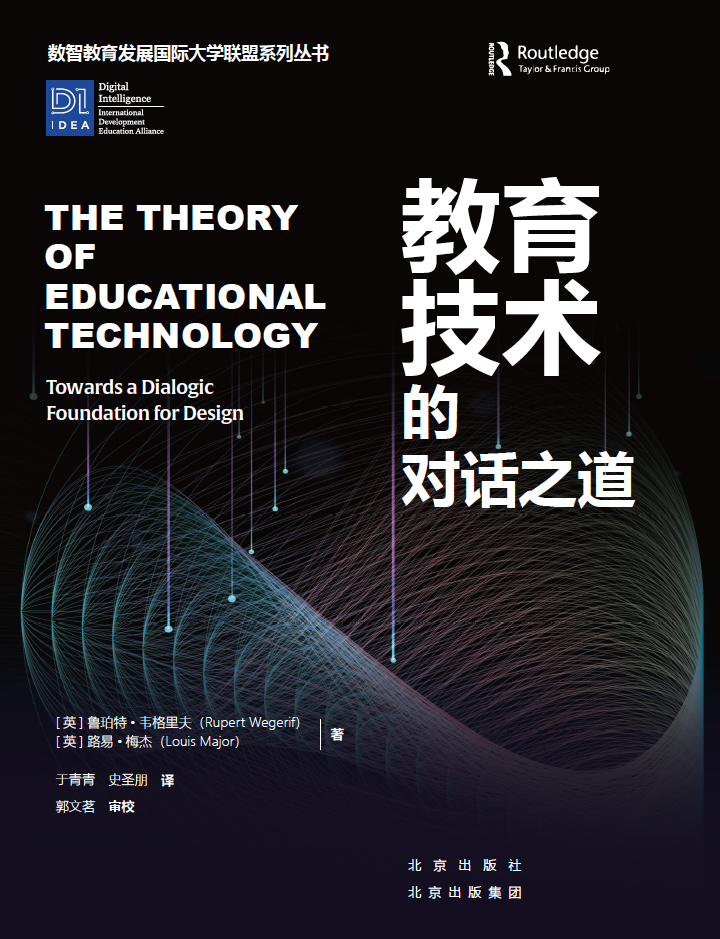 数智教育发展国际大学联盟系列丛书
ROUTLEDGE
Routledge
Taylor & Francis Group
DI
IDEA
Digital
Intelligence
International
Development
Education Alliance
THE THEORY
OF
EDUCATIONAL
TECHNOLOGY
Towards a Dialogic
Foundation for Design
教育
技术
的
对话之道
[英]鲁珀特·韦格里夫（Rupert Wegerif）
[英]路易·梅杰（Louis Major）
著
于青青 史圣朋 译
郭文茗 审校
北京出版社
北京出版集团